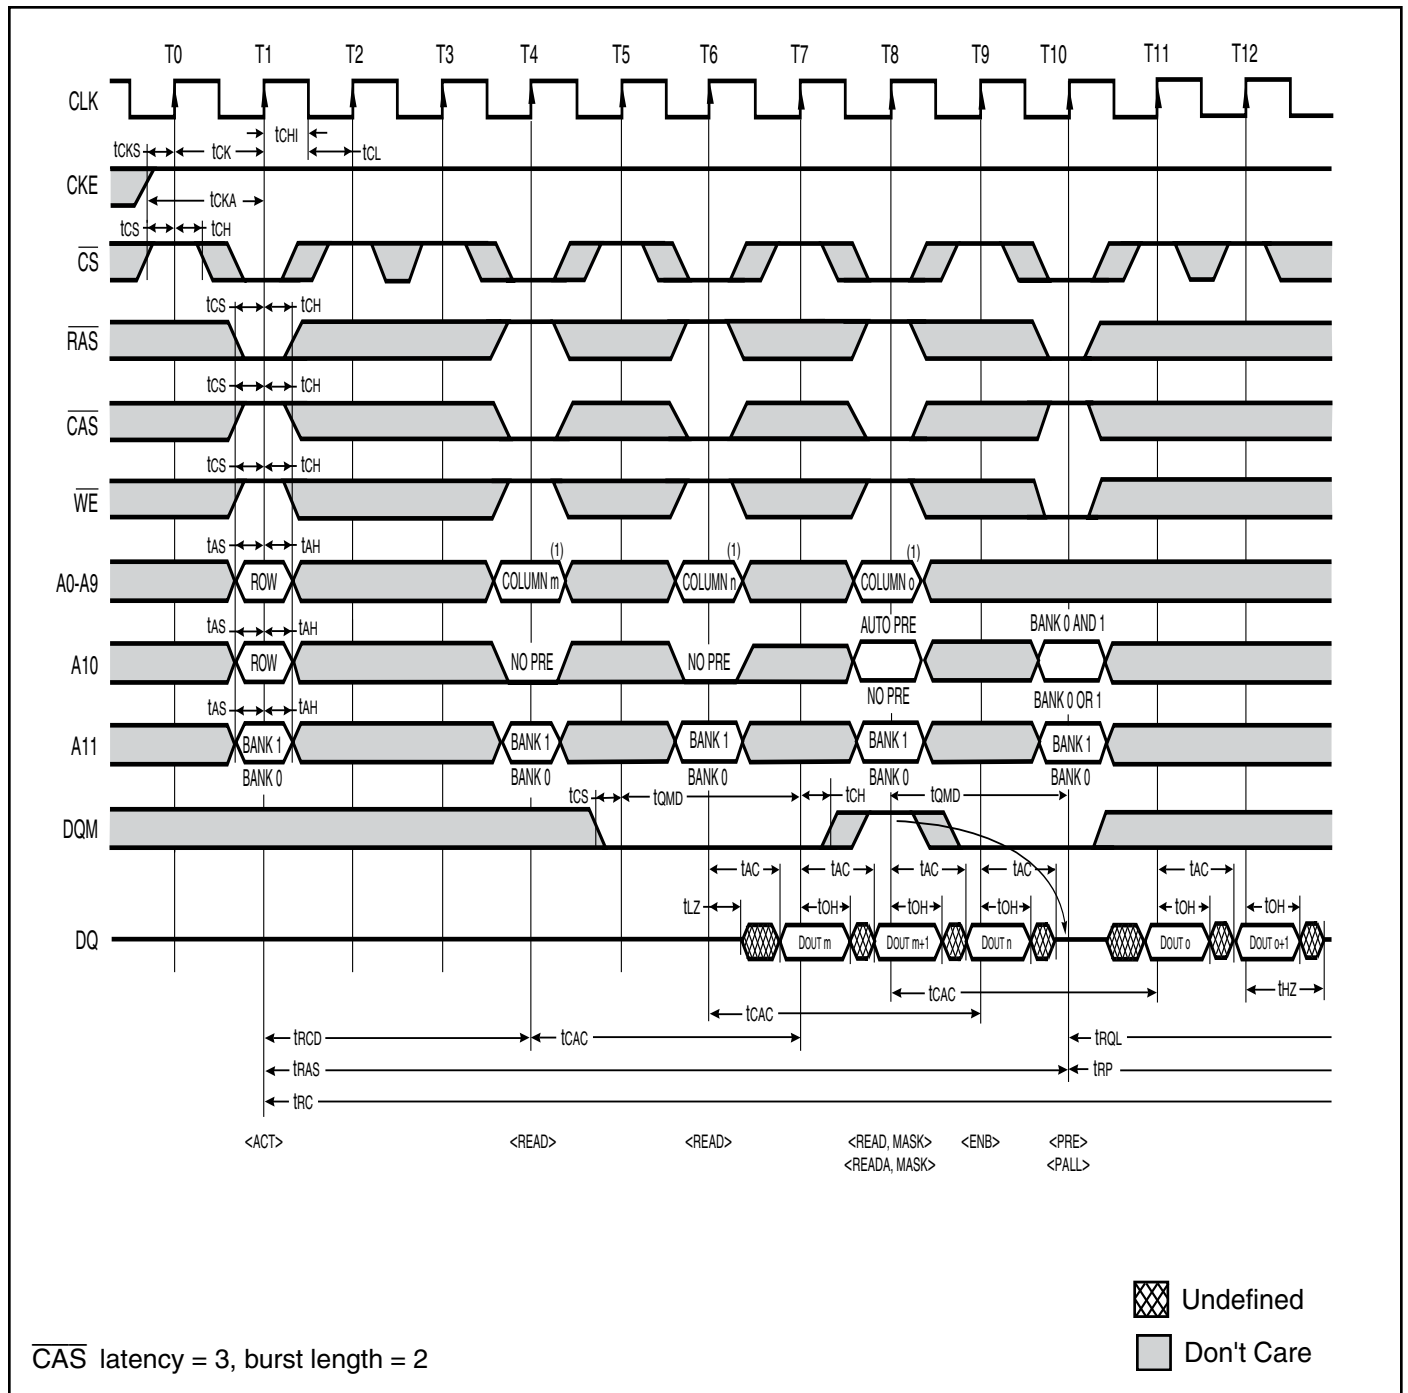 T0 T1 T2 T3 T4 T5 T6 T7 T8 T9 T10 T11 T12
CLK
tCHI
tCKS tCK tCL
CKE
tCKA
tCS tCH
CS
tCS tCH
RAS
tCS tCH
CAS
tCS tCH
WE
tAS tAH (1) (1) (1)
A0-A9 ROW COLUMN m COLUMN n COLUMN o
tAS tAH AUTO PRE BANK 0 AND 1
A10 ROW NO PRE NO PRE
NO PRE BANK 0 OR 1
tAS tAH
A11 BANK 1 BANK 1 BANK 1 BANK 1 BANK 1
BANK 0 BANK 0 BANK 0 BANK 0 BANK 0
tCS tQMD tCH tQMD
DQM
tAC tAC tAC tAC tAC
tLZ tOH tOH tOH tOH tOH
DQ DOUT m DOUT m+1 DOUT n DOUT o DOUT o+1
tCAC tHZ
tCAC
tRCD tCAC tRQL
tRAS tRP
tRC
<ACT> <READ> <READ> <READ, MASK> <ENB> <PRE>
<READA, MASK> <PALL>
Undefined
Don't Care
CAS latency = 3, burst length = 2